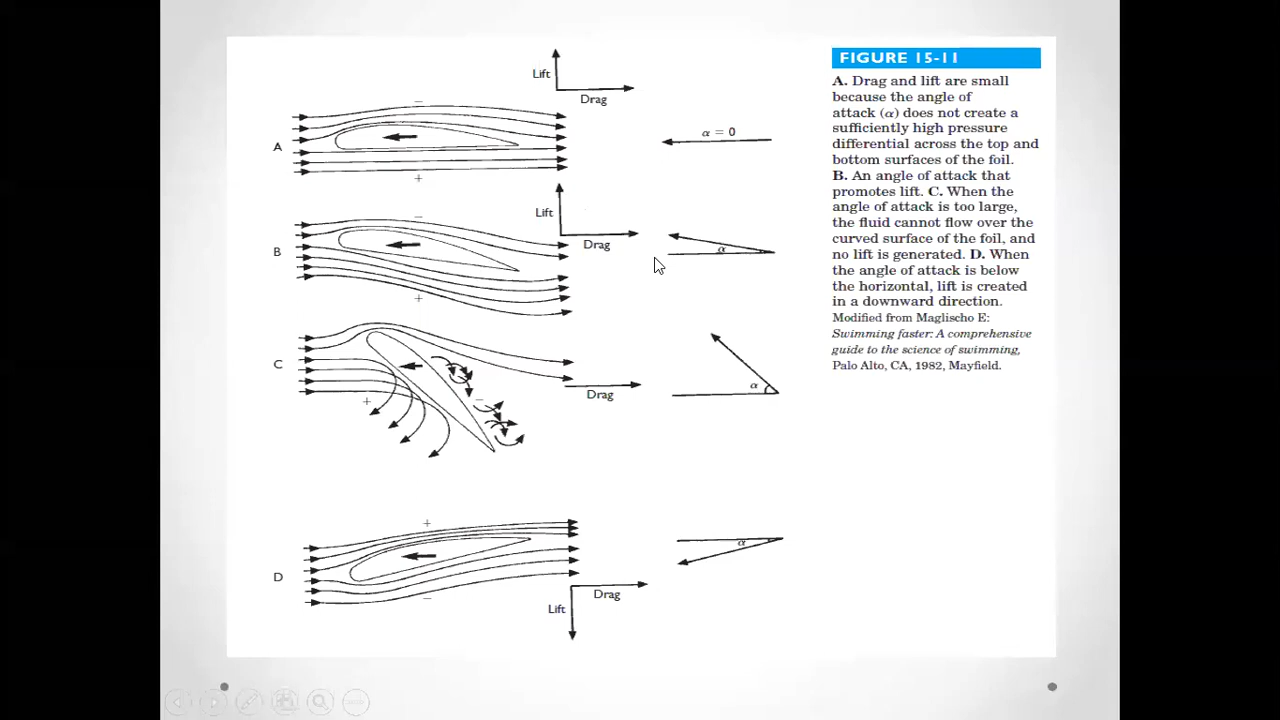 FIGURE 15-11
A. Drag and lift are small
because the angle of
attack (α) does not create a
sufficiently high pressure
differential across the top and
bottom surfaces of the foil.
B. An angle of attack that
promotes lift. C. When the
angle of attack is too large,
the fluid cannot flow over the
curved surface of the foil, and
no lift is generated. D. When
the angle of attack is below
the horizontal, lift is created
in a downward direction.
Modified from Maglischo E:
Swimming faster: A comprehensive
guide to the science of swimming,
Palo Alto, CA, 1982, Mayfield.
Lift
Drag
−
A
α = 0
+
Lift
Drag
−
B
α
+
C
−
+
Drag
α
+
D
α
−
Lift
Drag